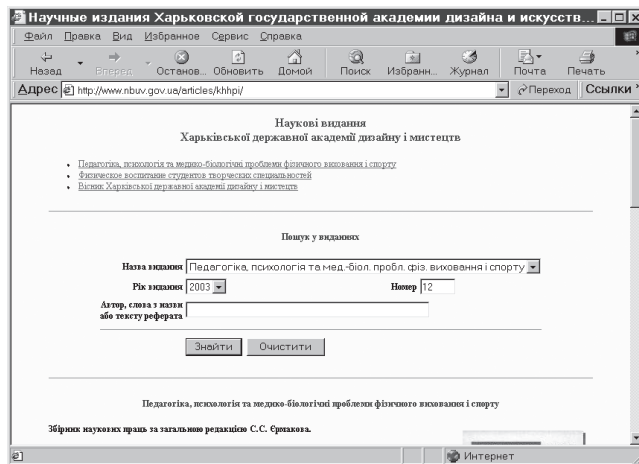 Научные издания Харьковской государственной академии дизайна и искусств...
Файл Правка Вид Избранное Сервис Справка
Назад Вперед Останов... Обновить Домой Поиск Избранн... Журнал Почта Печать
Адрес http://www.nbuv.gov.ua/articles/khhpi/ Переход Ссылки
Наукові видання
Харьківської державної академії дизайну і мистецтв
Педагогіка, психологія та медико-біологічні проблеми фізичного виховання і спорту
Физическое воспитание студентов творческих специальностей
Вісник Харківської державної академії дизайну і мистецтв
Пошук у виданнях
Назва видання Педагогіка, психологія та мед.-біол. пробл. фіз. виховання і спорту
Рік видання 2003 Номер 12
Автор, слова з назви
або тексту реферата
Знайти Очистити
Педагогіка, психологія та медико-біологічні проблеми фізичного виховання і спорту
Збірник наукових праць за загальною редакцією С.С. Єрмакова.
Интернет